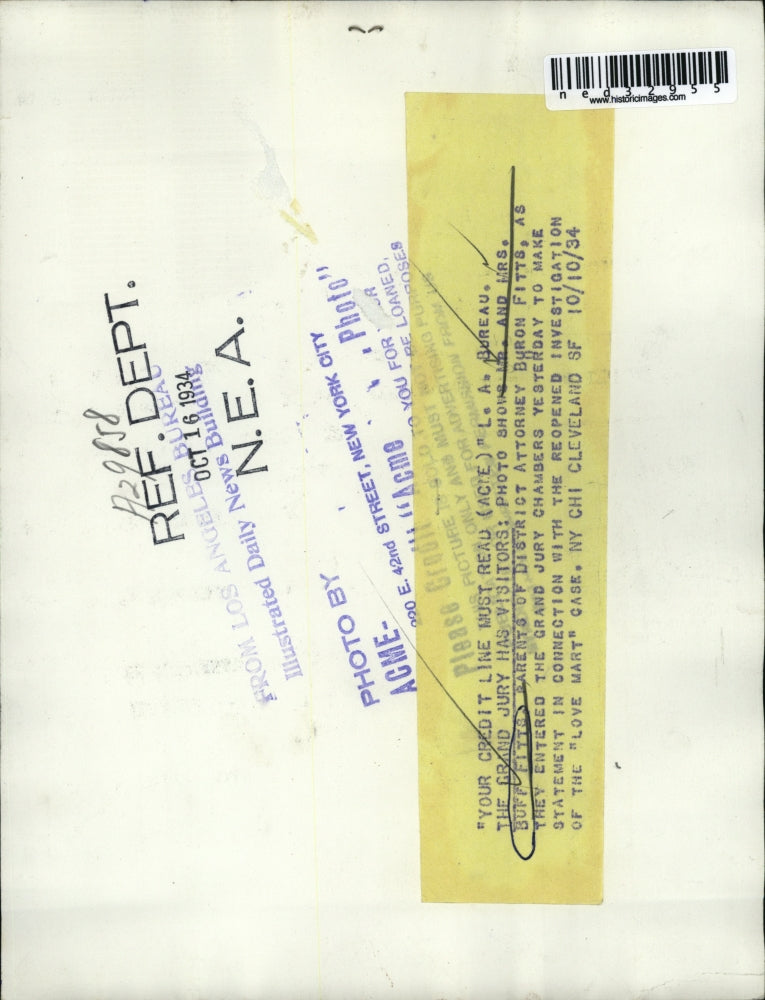 ned32955
www.historicimages.com
A29858
REF. DEPT.
OCT 16 1934
N.E.A.
FROM LOS ANGELES BUREAU
Illustrated Daily News Building
PHOTO BY
ACME-
220 E. 42nd STREET, NEW YORK CITY
Please Credit "Acme Photo"
"YOUR CREDIT LINE MUST READ (ACME)" L. A. BUREAU.
THE GRAND JURY HAS VISITORS: PHOTO SHOWS MR. AND MRS.
BUFF FITTS, PARENTS OF DISTRICT ATTORNEY BURON FITTS, AS
THEY ENTERED THE GRAND JURY CHAMBERS YESTERDAY TO MAKE
STATEMENT IN CONNECTION WITH THE REOPENED INVESTIGATION
OF THE "LOVE MART" CASE. NY CHI CLEVELAND SF 10/10/34